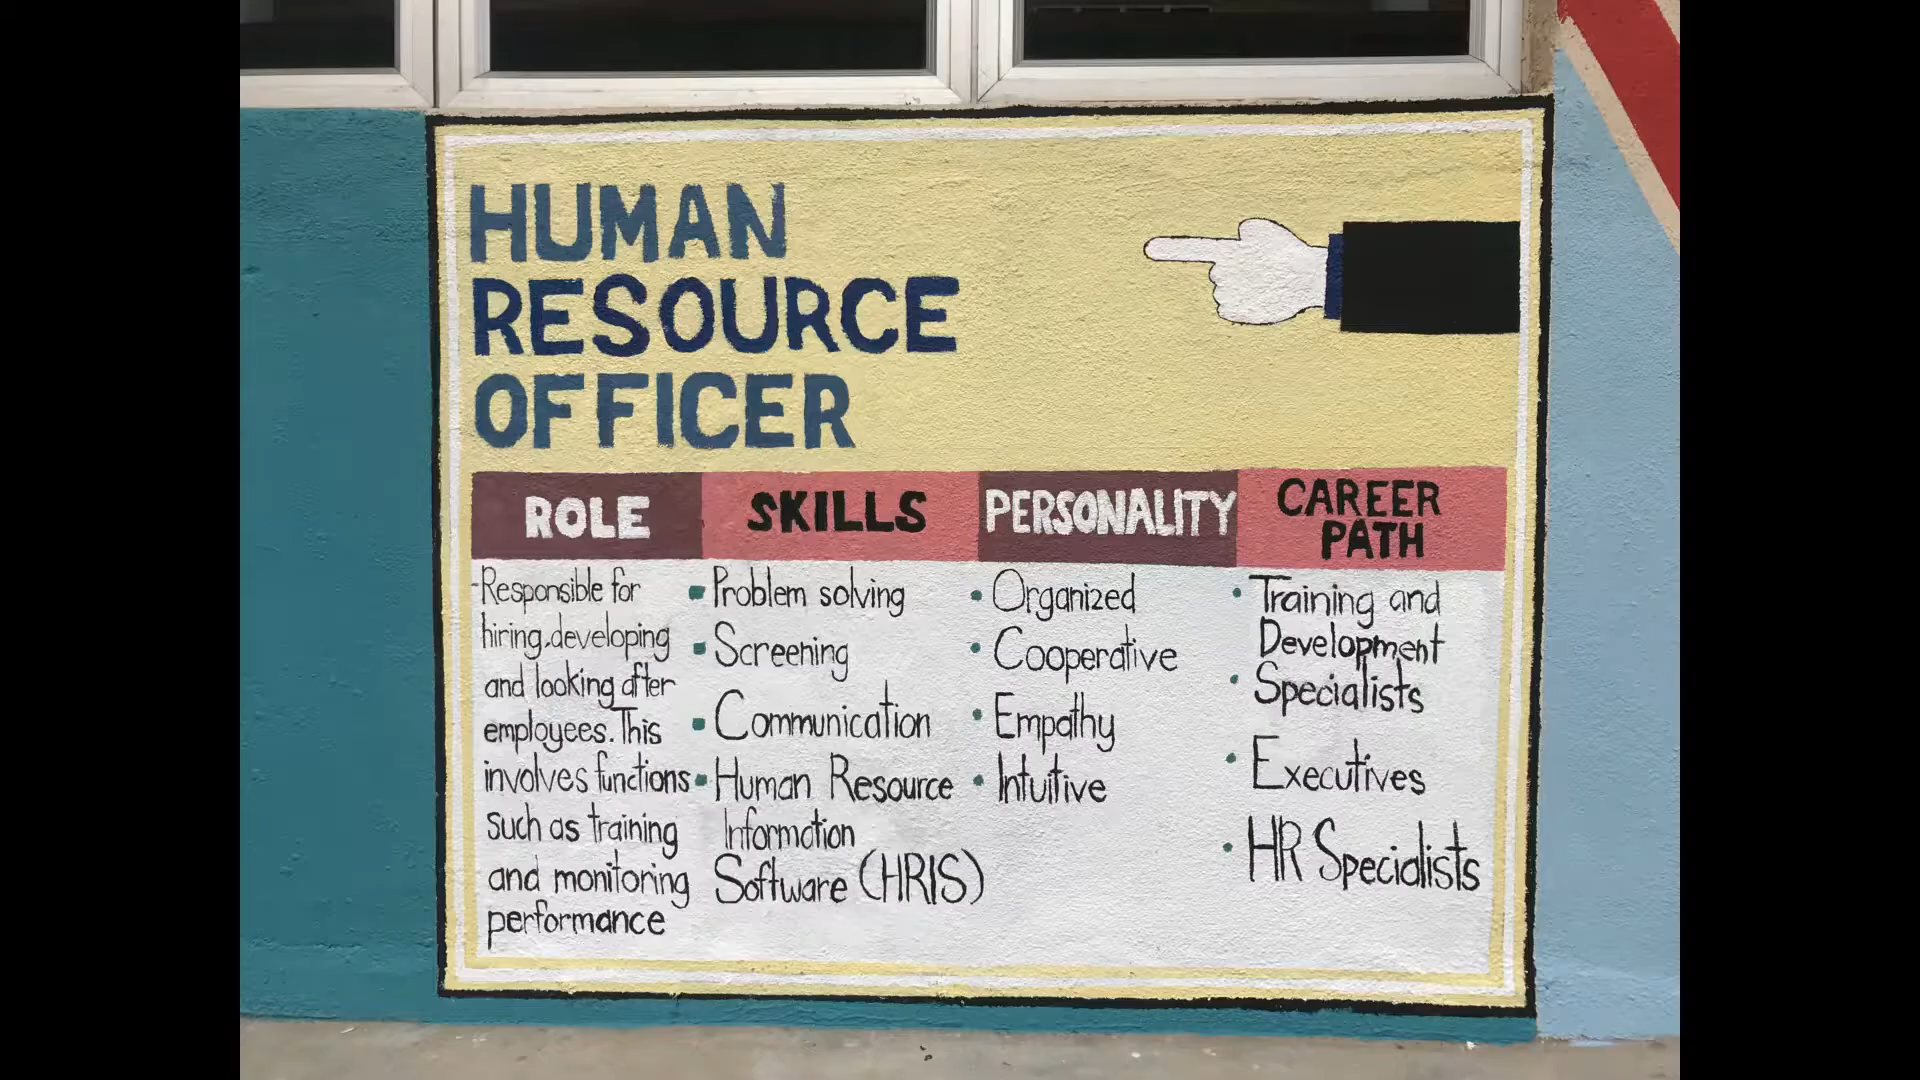 HUMAN
RESOURCE
OFFICER
ROLE
-Responsible for
hiring,developing
and looking after
employees. This
involves functions
such as training
and monitoring
performance
SKILLS
▪ Problem solving
▪ Screening
▪ Communication
▪ Human Resource
Information
Software (HRIS)
PERSONALITY
• Organized
• Cooperative
• Empathy
• Intuitive
CAREER
PATH
• Training and
Development
• Specialists
• Executives
• HR Specialists